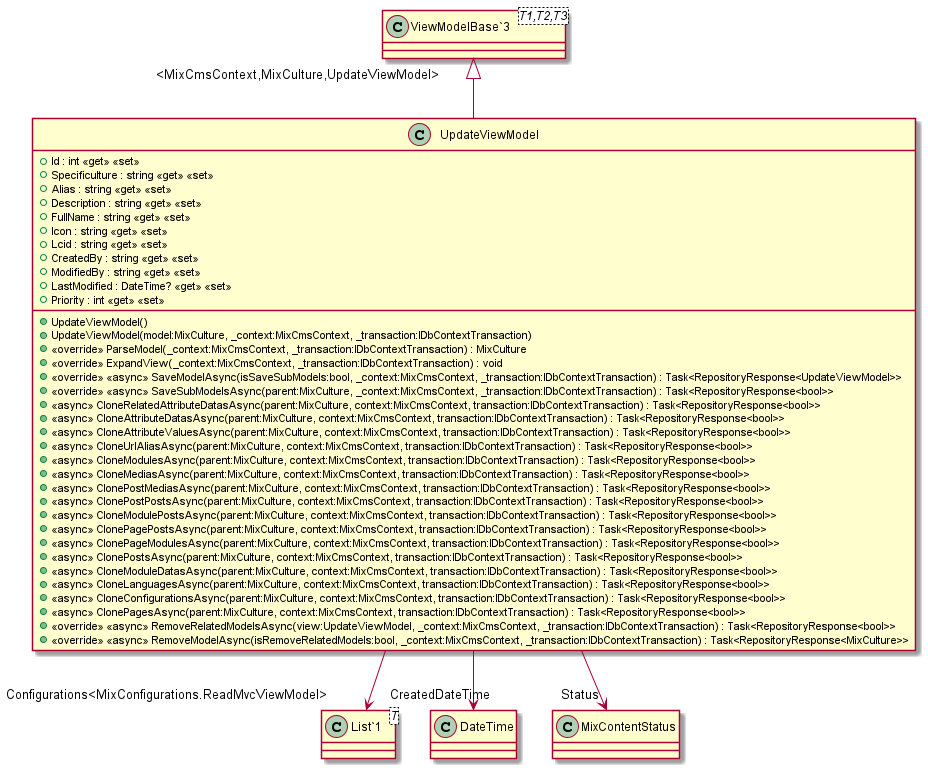 C ViewModelBase`3
T1,T2,T3
<MixCmsContext,MixCulture,UpdateViewModel>
C UpdateViewModel
Id : int «get» «set»
Specificulture : string «get» «set»
Alias : string «get» «set»
Description : string «get» «set»
FullName : string «get» «set»
Icon : string «get» «set»
Lcid : string «get» «set»
CreatedBy : string «get» «set»
ModifiedBy : string «get» «set»
LastModified : DateTime? «get» «set»
Priority : int «get» «set»
UpdateViewModel()
UpdateViewModel(model:MixCulture, _context:MixCmsContext, _transaction:IDbContextTransaction)
«override» ParseModel(_context:MixCmsContext, _transaction:IDbContextTransaction) : MixCulture
«override» ExpandView(_context:MixCmsContext, _transaction:IDbContextTransaction) : void
«override» «async» SaveModelAsync(isSaveSubModels:bool, _context:MixCmsContext, _transaction:IDbContextTransaction) : Task<RepositoryResponse<UpdateViewModel>>
«override» «async» SaveSubModelsAsync(parent:MixCulture, _context:MixCmsContext, _transaction:IDbContextTransaction) : Task<RepositoryResponse<bool>>
«async» CloneRelatedAttributeDatasAsync(parent:MixCulture, context:MixCmsContext, transaction:IDbContextTransaction) : Task<RepositoryResponse<bool>>
«async» CloneAttributeDatasAsync(parent:MixCulture, context:MixCmsContext, transaction:IDbContextTransaction) : Task<RepositoryResponse<bool>>
«async» CloneAttributeValuesAsync(parent:MixCulture, context:MixCmsContext, transaction:IDbContextTransaction) : Task<RepositoryResponse<bool>>
«async» CloneUrlAliasAsync(parent:MixCulture, context:MixCmsContext, transaction:IDbContextTransaction) : Task<RepositoryResponse<bool>>
«async» CloneModulesAsync(parent:MixCulture, context:MixCmsContext, transaction:IDbContextTransaction) : Task<RepositoryResponse<bool>>
«async» CloneMediasAsync(parent:MixCulture, context:MixCmsContext, transaction:IDbContextTransaction) : Task<RepositoryResponse<bool>>
«async» ClonePostMediasAsync(parent:MixCulture, context:MixCmsContext, transaction:IDbContextTransaction) : Task<RepositoryResponse<bool>>
«async» ClonePostPostsAsync(parent:MixCulture, context:MixCmsContext, transaction:IDbContextTransaction) : Task<RepositoryResponse<bool>>
«async» CloneModulePostsAsync(parent:MixCulture, context:MixCmsContext, transaction:IDbContextTransaction) : Task<RepositoryResponse<bool>>
«async» ClonePagePostsAsync(parent:MixCulture, context:MixCmsContext, transaction:IDbContextTransaction) : Task<RepositoryResponse<bool>>
«async» ClonePageModulesAsync(parent:MixCulture, context:MixCmsContext, transaction:IDbContextTransaction) : Task<RepositoryResponse<bool>>
«async» ClonePostsAsync(parent:MixCulture, context:MixCmsContext, transaction:IDbContextTransaction) : Task<RepositoryResponse<bool>>
«async» CloneModuleDatasAsync(parent:MixCulture, context:MixCmsContext, transaction:IDbContextTransaction) : Task<RepositoryResponse<bool>>
«async» CloneLanguagesAsync(parent:MixCulture, context:MixCmsContext, transaction:IDbContextTransaction) : Task<RepositoryResponse<bool>>
«async» CloneConfigurationsAsync(parent:MixCulture, context:MixCmsContext, transaction:IDbContextTransaction) : Task<RepositoryResponse<bool>>
«async» ClonePagesAsync(parent:MixCulture, context:MixCmsContext, transaction:IDbContextTransaction) : Task<RepositoryResponse<bool>>
«override» «async» RemoveRelatedModelsAsync(view:UpdateViewModel, _context:MixCmsContext, _transaction:IDbContextTransaction) : Task<RepositoryResponse<bool>>
«override» «async» RemoveModelAsync(isRemoveRelatedModels:bool, _context:MixCmsContext, _transaction:IDbContextTransaction) : Task<RepositoryResponse<MixCulture>>
Configurations<MixConfigurations.ReadMvcViewModel>
CreatedDateTime
Status
C List`1
T
C DateTime
C MixContentStatus